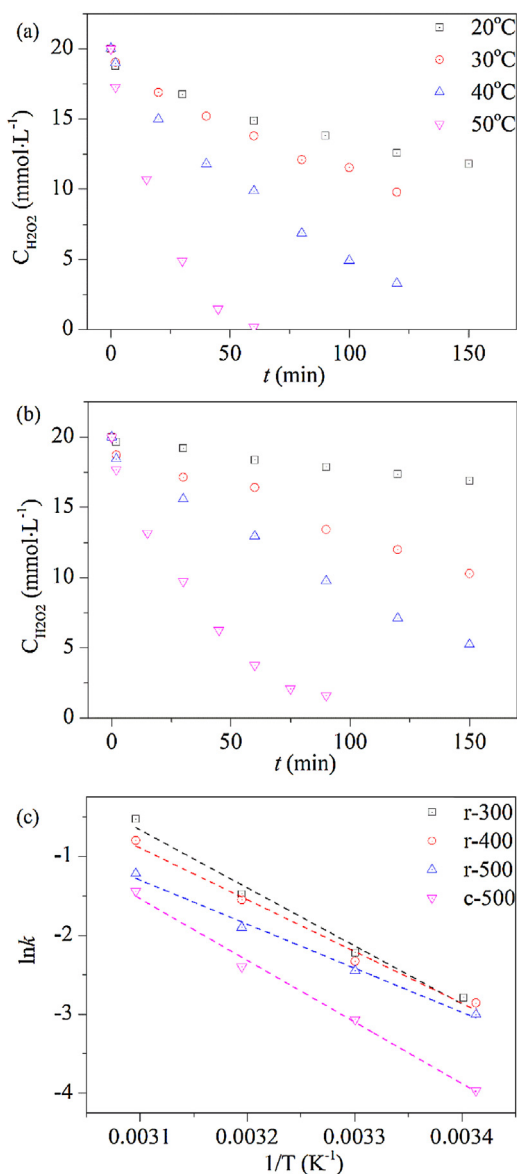 (a)
20°C
30°C
40°C
50°C
20
15
10
5
0
C_H2O2 (mmol·L⁻¹)
0 50 100 150
t (min)
(b)
20
15
10
5
0
C_H2O2 (mmol·L⁻¹)
0 50 100 150
t (min)
(c)
r-300
r-400
r-500
c-500
-1
-2
-3
-4
lnk
0.0031 0.0032 0.0033 0.0034
1/T (K⁻¹)